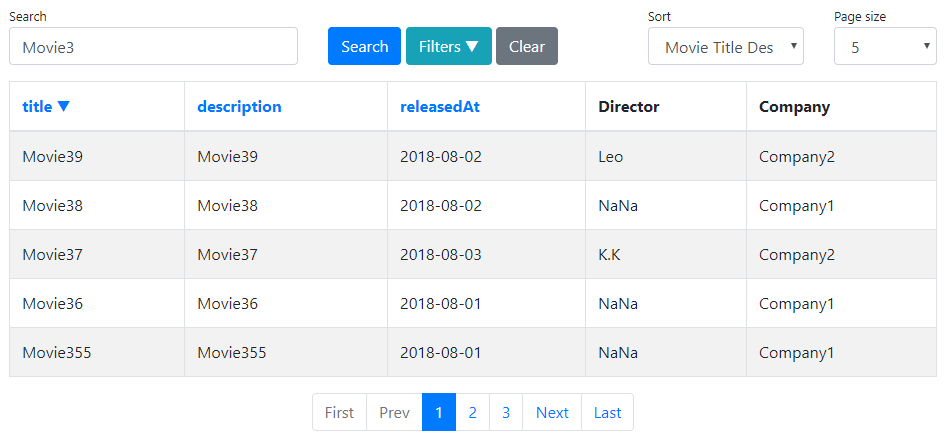 Search Sort Page size
Movie3 Search Filters ▼ Clear Movie Title Des 5
title ▼ description releasedAt Director Company
Movie39 Movie39 2018-08-02 Leo Company2
Movie38 Movie38 2018-08-02 NaNa Company1
Movie37 Movie37 2018-08-03 K.K Company2
Movie36 Movie36 2018-08-01 NaNa Company1
Movie355 Movie355 2018-08-01 NaNa Company1
First Prev 1 2 3 Next Last